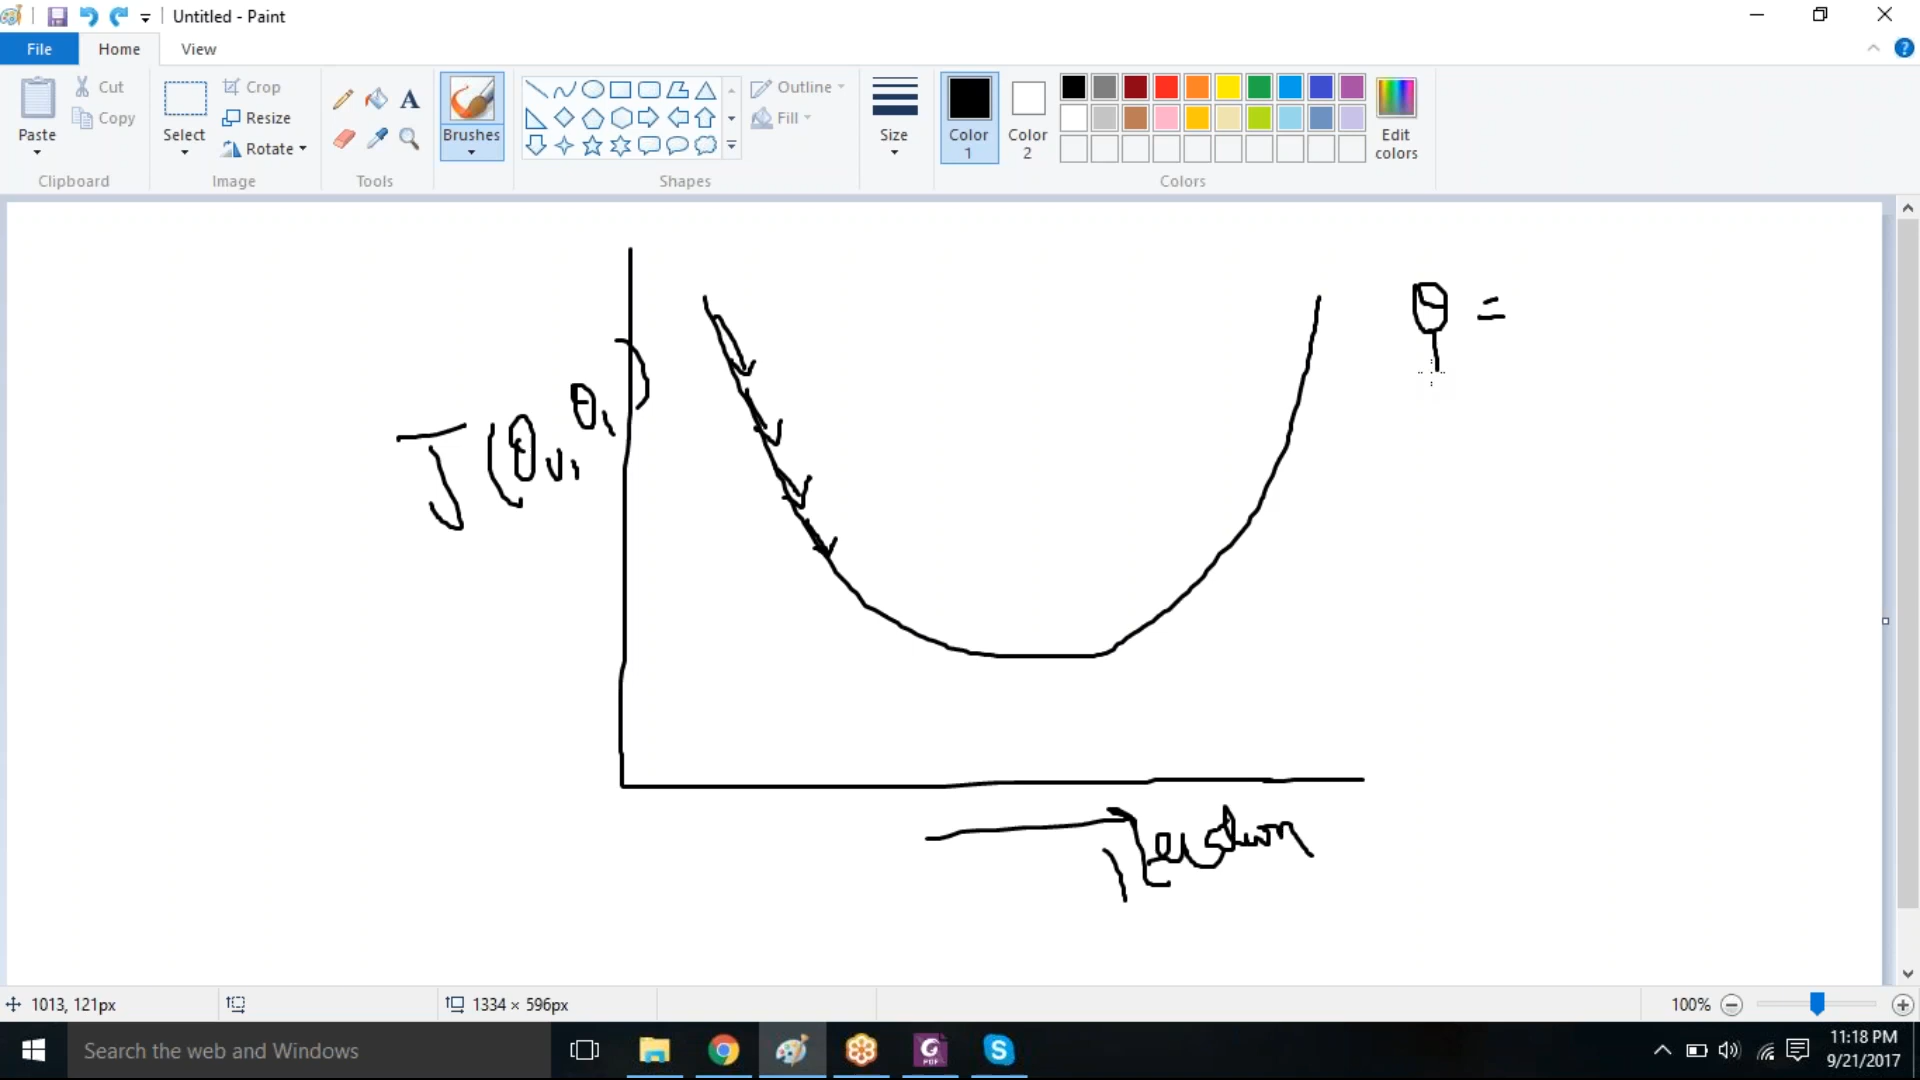 Untitled - Paint
File
Home
View
Paste
Cut
Copy
Clipboard
Select
Crop
Resize
Rotate
Image
A
Tools
Brushes
Shapes
Outline
Fill
Size
Color 1
Color 2
Edit colors
Colors
θ =
J(θ₀, θ₁)
1013, 121px
1334 × 596px
100%
Search the web and Windows
11:18 PM
9/21/2017